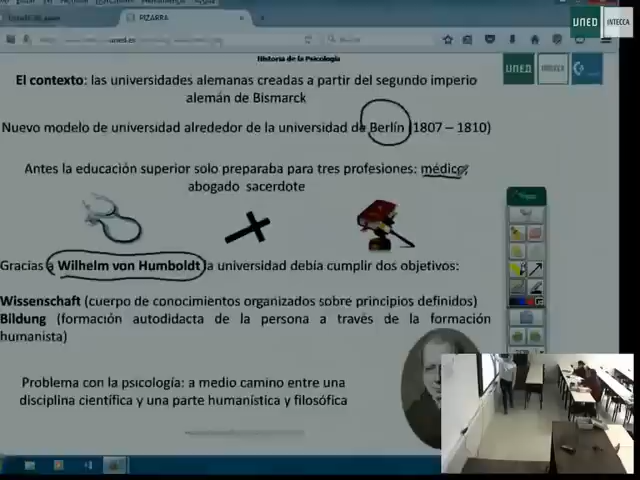 PIZARRA
UNED
INTECCA
Historia de la Psicología
UNED
El contexto: las universidades alemanas creadas a partir del segundo imperio
alemán de Bismarck
Nuevo modelo de universidad alrededor de la universidad de Berlín (1807 – 1810)
Antes la educación superior solo preparaba para tres profesiones: médico,
abogado sacerdote
Gracias a Wilhelm von Humboldt la universidad debía cumplir dos objetivos:
Wissenschaft (cuerpo de conocimientos organizados sobre principios definidos)
Bildung (formación autodidacta de la persona a través de la formación
humanista)
Problema con la psicología: a medio camino entre una
disciplina científica y una parte humanística y filosófica